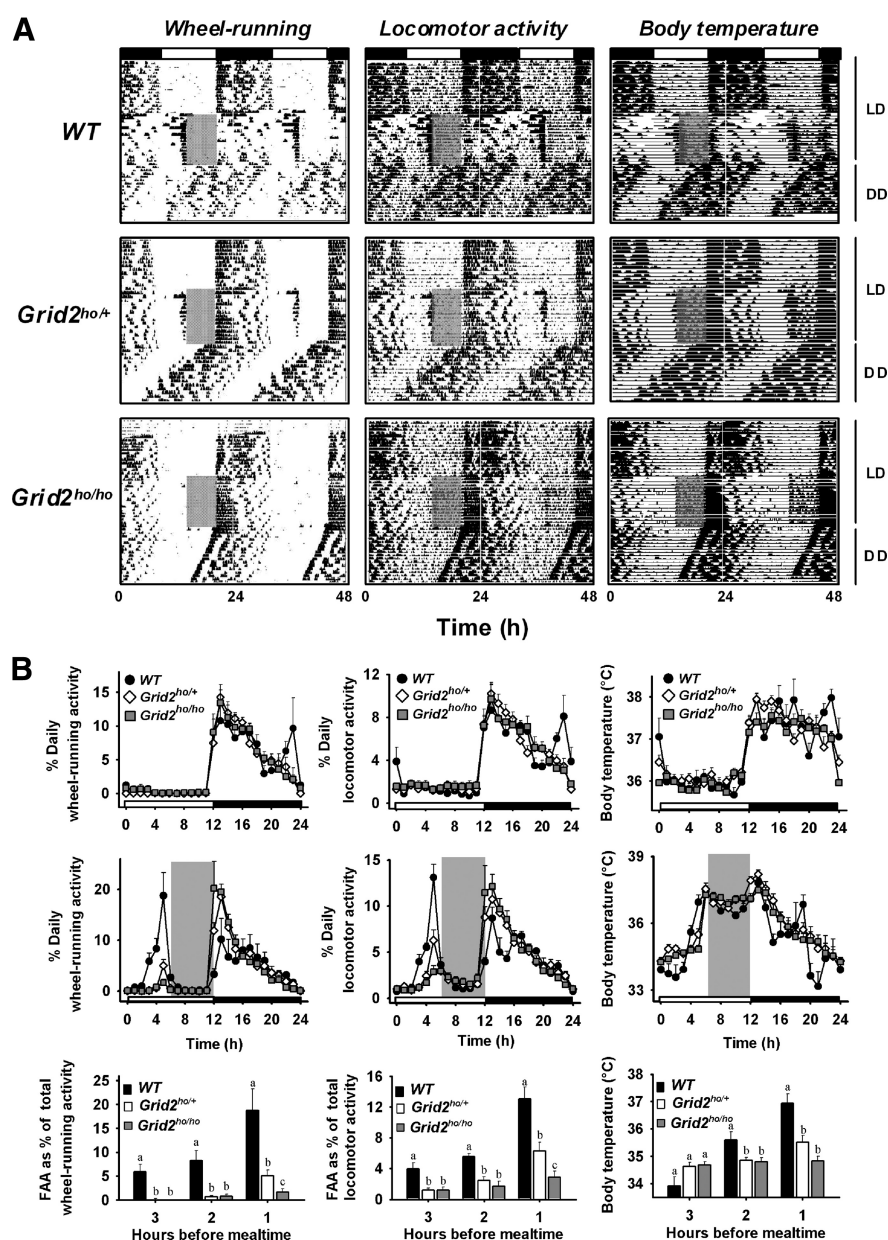 A
Wheel-running Locomotor activity Body temperature
WT
LD
DD
Grid2ho/+
LD
DD
Grid2ho/ho
LD
DD
0 24 48 0 24 48 0 24 48
Time (h)
B
% Daily
wheel-running activity
15
10
5
0
WT
Grid2ho/+
Grid2ho/ho
0 4 8 12 16 20 24
% Daily
locomotor activity
12
8
4
0
WT
Grid2ho/+
Grid2ho/ho
0 4 8 12 16 20 24
Body temperature (°C)
38
37
36
WT
Grid2ho/+
Grid2ho/ho
0 4 8 12 16 20 24
% Daily
wheel-running activity
20
10
0
0 4 8 12 16 20 24
Time (h)
% Daily
locomotor activity
15
10
5
0
0 4 8 12 16 20 24
Time (h)
Body temperature (°C)
39
36
33
0 4 8 12 16 20 24
Time (h)
FAA as % of total
wheel-running activity
25
20
15
10
5
0
WT
Grid2ho/+
Grid2ho/ho
a b b a b b a b c
3 2 1
Hours before mealtime
FAA as % of total
locomotor activity
16
12
8
4
0
WT
Grid2ho/+
Grid2ho/ho
a b b a b b a b c
3 2 1
Hours before mealtime
Body temperature (°C)
38
37
36
35
34
WT
Grid2ho/+
Grid2ho/ho
a b b a b b a b c
3 2 1
Hours before mealtime